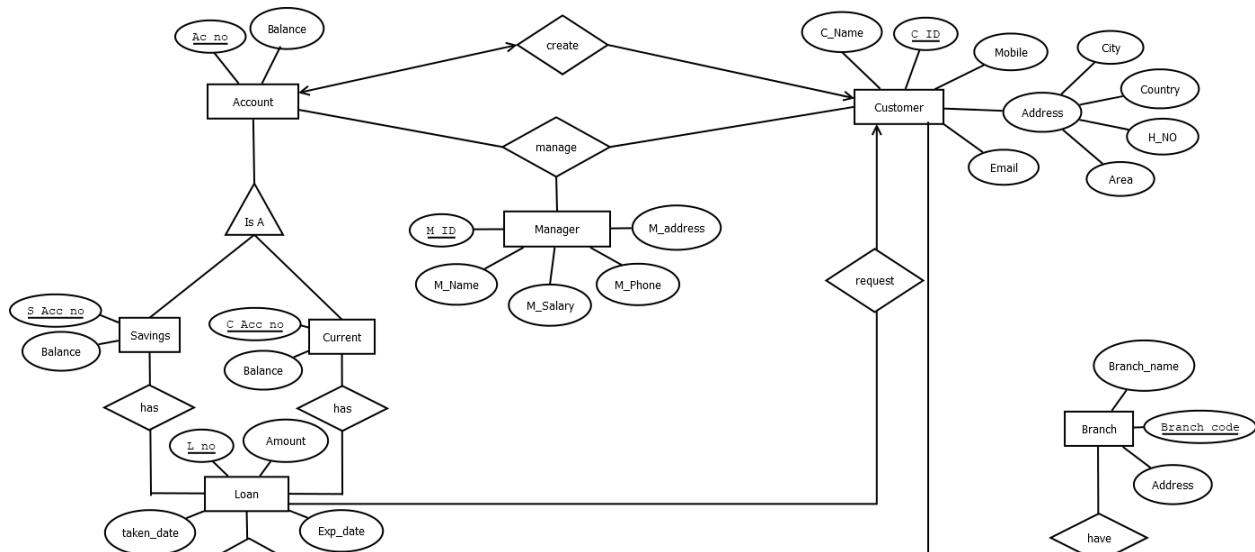 Ac no
Balance
create
C_Name
C ID
Mobile
City
Account
Customer
Address
Country
manage
H_NO
Email
Area
Is A
M ID
Manager
M_address
M_Name
M_Salary
M_Phone
request
S Acc no
Savings
Balance
C Acc no
Current
Balance
Branch_name
has
has
Branch
Branch code
L no
Amount
Address
Loan
taken_date
Exp_date
have